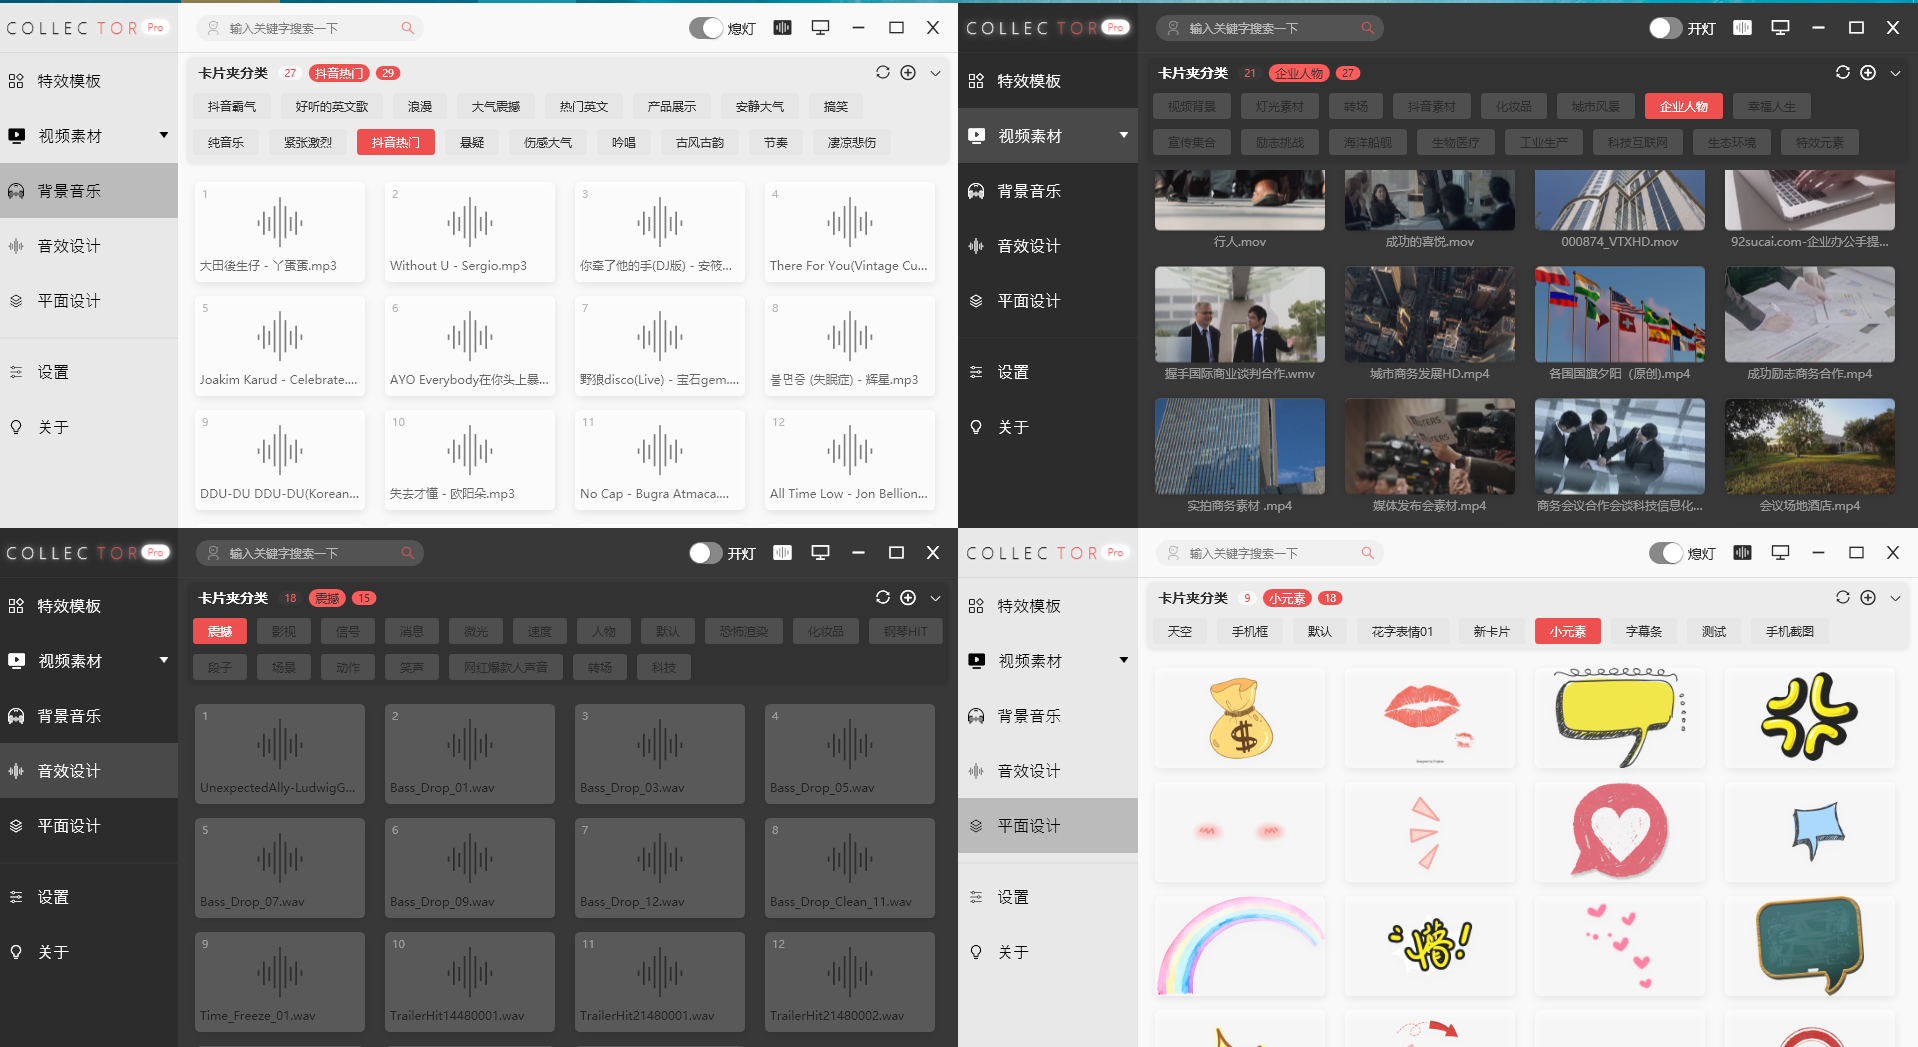 COLLECTOR Pro
输入关键字搜索一下
熄灯
特效模板
视频素材
背景音乐
音效设计
平面设计
设置
关于
卡片夹分类 27 抖音热门 29
抖音霸气 好听的英文歌 浪漫 大气震撼 热门英文 产品展示 安静大气 搞笑
纯音乐 紧张激烈 抖音热门 悬疑 伤感大气 吟唱 古风古韵 节奏 凄凉悲伤
1 2 3 4
大田後生仔 - 丫蛋蛋.mp3 Without U - Sergio.mp3 你牵了他的手(DJ版) - 安筱... There For You(Vintage Cu...
5 6 7 8
Joakim Karud - Celebrate.... AYO Everybody在你头上暴... 野狼disco(Live) - 宝石gem.... 불면증 (失眠症) - 辉星.mp3
9 10 11 12
DDU-DU DDU-DU(Korean... 失去才懂 - 欧阳朵.mp3 No Cap - Bugra Atmaca.... All Time Low - Jon Bellion...
COLLECTOR Pro
输入关键字搜索一下
开灯
特效模板
视频素材
背景音乐
音效设计
平面设计
设置
关于
卡片夹分类 21 企业人物 27
视频背景 灯光素材 转场 抖音素材 化妆品 城市风景 企业人物 幸福人生
宣传集合 励志挑战 海洋船舰 生物医疗 工业生产 科技互联网 生态环境 特效元素
行人.mov 成功的喜悦.mov 000874_VTXHD.mov 92sucai.com-企业办公手提...
握手国际商业谈判合作.wmv 城市商务发展HD.mp4 各国国旗夕阳（原创).mp4 成功励志商务合作.mp4
实拍商务素材 .mp4 媒体发布会素材.mp4 商务会议合作会谈科技信息化... 会议场地酒店.mp4
COLLECTOR Pro
输入关键字搜索一下
开灯
特效模板
视频素材
背景音乐
音效设计
平面设计
设置
关于
卡片夹分类 18 震撼 15
震撼 影视 信号 消息 微光 速度 人物 默认 恐怖渲染 化妆品 钢琴HIT
段子 场景 动作 笑声 网红爆款人声音 转场 科技
1 2 3 4
UnexpectedAlly-LudwigG... Bass_Drop_01.wav Bass_Drop_03.wav Bass_Drop_05.wav
5 6 7 8
Bass_Drop_07.wav Bass_Drop_09.wav Bass_Drop_12.wav Bass_Drop_Clean_11.wav
9 10 11 12
Time_Freeze_01.wav TrailerHit14480001.wav TrailerHit21480001.wav TrailerHit21480002.wav
COLLECTOR Pro
输入关键字搜索一下
熄灯
特效模板
视频素材
背景音乐
音效设计
平面设计
设置
关于
卡片夹分类 9 小元素 18
天空 手机框 默认 花字表情01 新卡片 小元素 字幕条 测试 手机截图
$
懵!